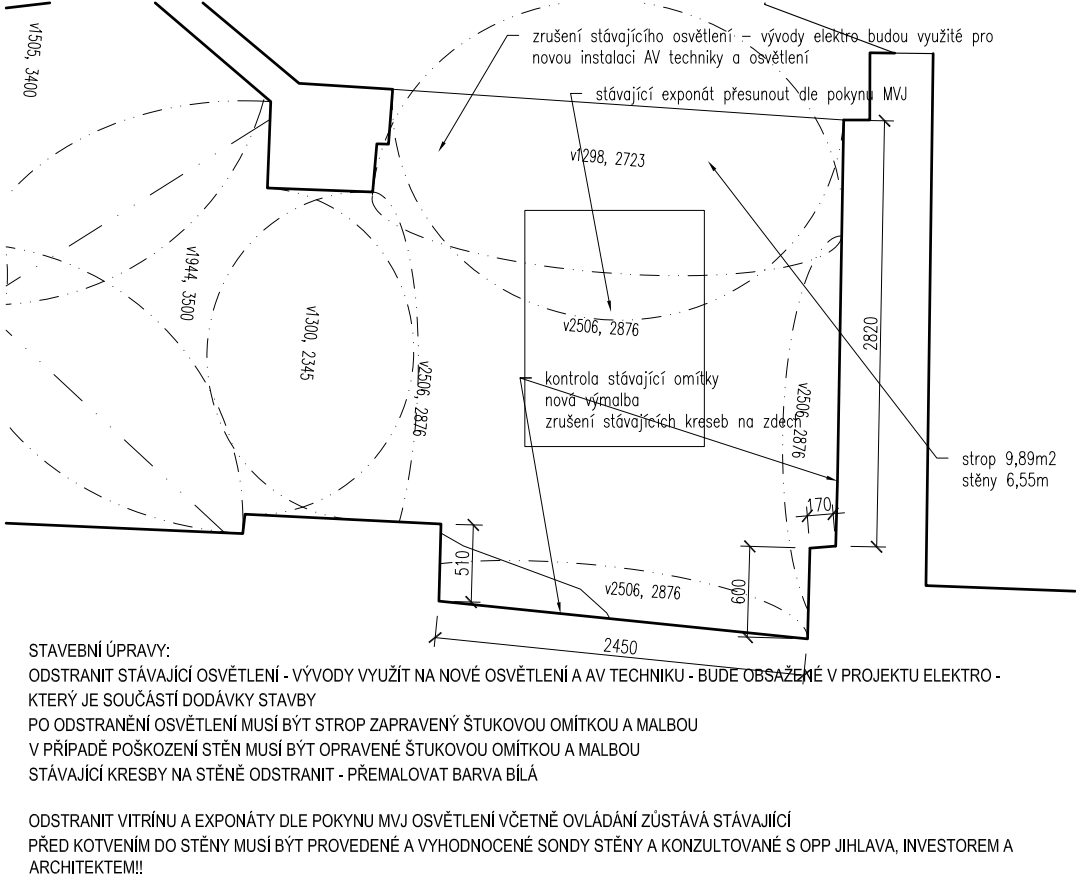 v1505, 3400
zrušení stávajícího osvětlení – vývody elektro budou využité pro
novou instalaci AV techniky a osvětlení
stávající exponát přesunout dle pokynu MVJ
v1298, 2723
v1944, 3500
v1300, 2345
v2506, 2876
v2506, 2876
2820
kontrola stávající omítky
nová výmalba
zrušení stávajících kreseb na zdech
v2506, 2876
strop 9,89m2
stěny 6,55m
170
510
v2506, 2876
600
2450
STAVEBNÍ ÚPRAVY:
ODSTRANIT STÁVAJÍCÍ OSVĚTLENÍ - VÝVODY VYUŽÍT NA NOVÉ OSVĚTLENÍ A AV TECHNIKU - BUDE OBSAŽENÉ V PROJEKTU ELEKTRO -
KTERÝ JE SOUČÁSTÍ DODÁVKY STAVBY
PO ODSTRANĚNÍ OSVĚTLENÍ MUSÍ BÝT STROP ZAPRAVENÝ ŠTUKOVOU OMÍTKOU A MALBOU
V PŘÍPADĚ POŠKOZENÍ STĚN MUSÍ BÝT OPRAVENÉ ŠTUKOVOU OMÍTKOU A MALBOU
STÁVAJÍCÍ KRESBY NA STĚNĚ ODSTRANIT - PŘEMALOVAT BARVA BÍLÁ
ODSTRANIT VITRÍNU A EXPONÁTY DLE POKYNU MVJ OSVĚTLENÍ VČETNĚ OVLÁDÁNÍ ZŮSTÁVÁ STÁVAJIÍCÍ
PŘED KOTVENÍM DO STĚNY MUSÍ BÝT PROVEDENÉ A VYHODNOCENÉ SONDY STĚNY A KONZULTOVANÉ S OPP JIHLAVA, INVESTOREM A
ARCHITEKTEM!!